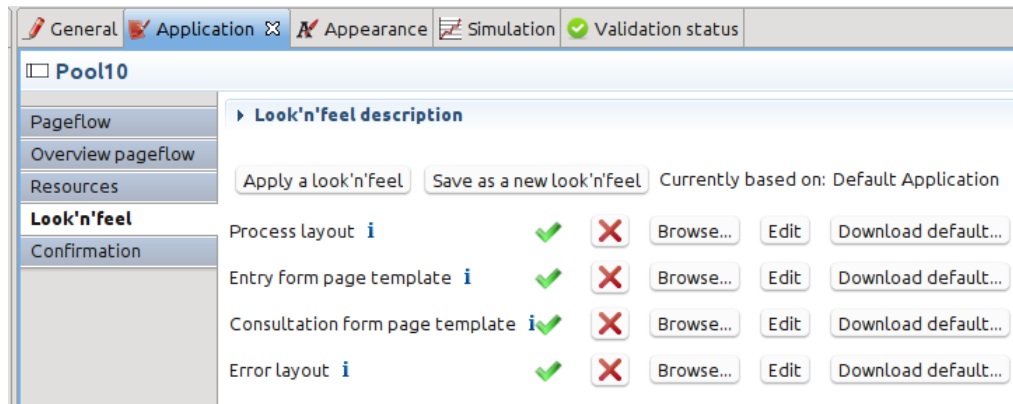 General Application Appearance Simulation Validation status
Pool10
Pageflow
Overview pageflow
Resources
Look'n'feel
Confirmation
Look'n'feel description
Apply a look'n'feel Save as a new look'n'feel Currently based on: Default Application
Process layout i Browse... Edit Download default...
Entry form page template i Browse... Edit Download default...
Consultation form page template i Browse... Edit Download default...
Error layout i Browse... Edit Download default...